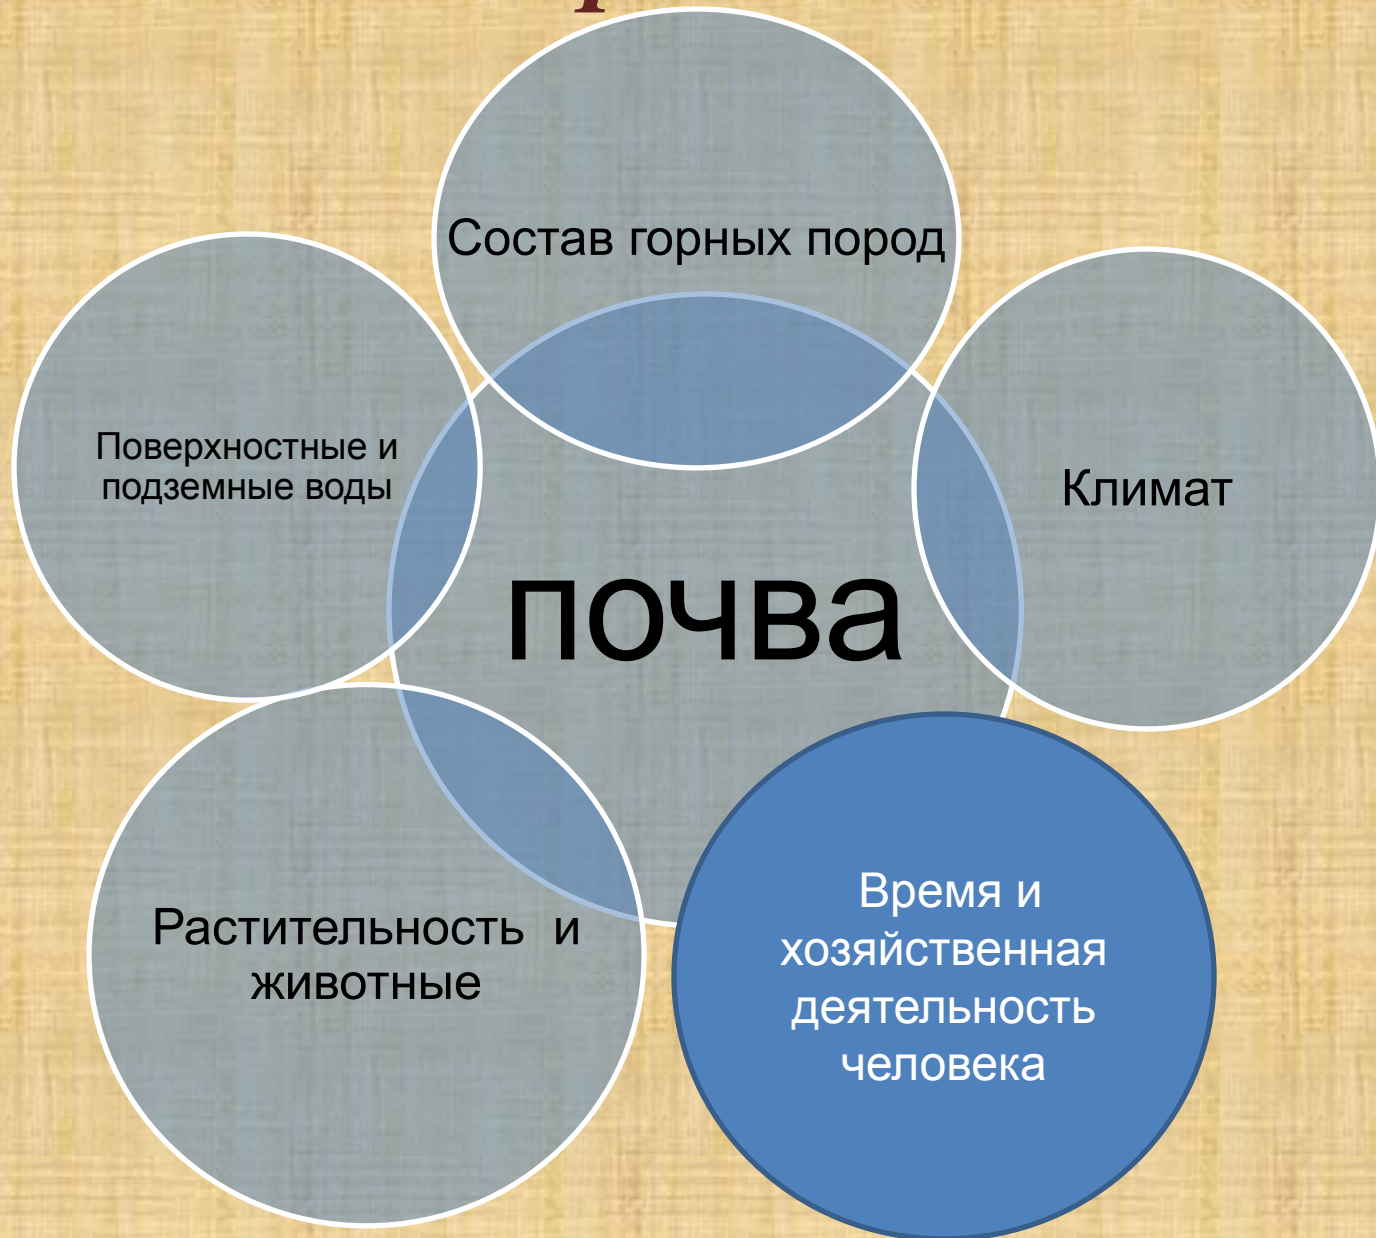 Состав горных пород
Поверхностные и
подземные воды
Климат
почва
Растительность и
животные
Время и
хозяйственная
деятельность
человека